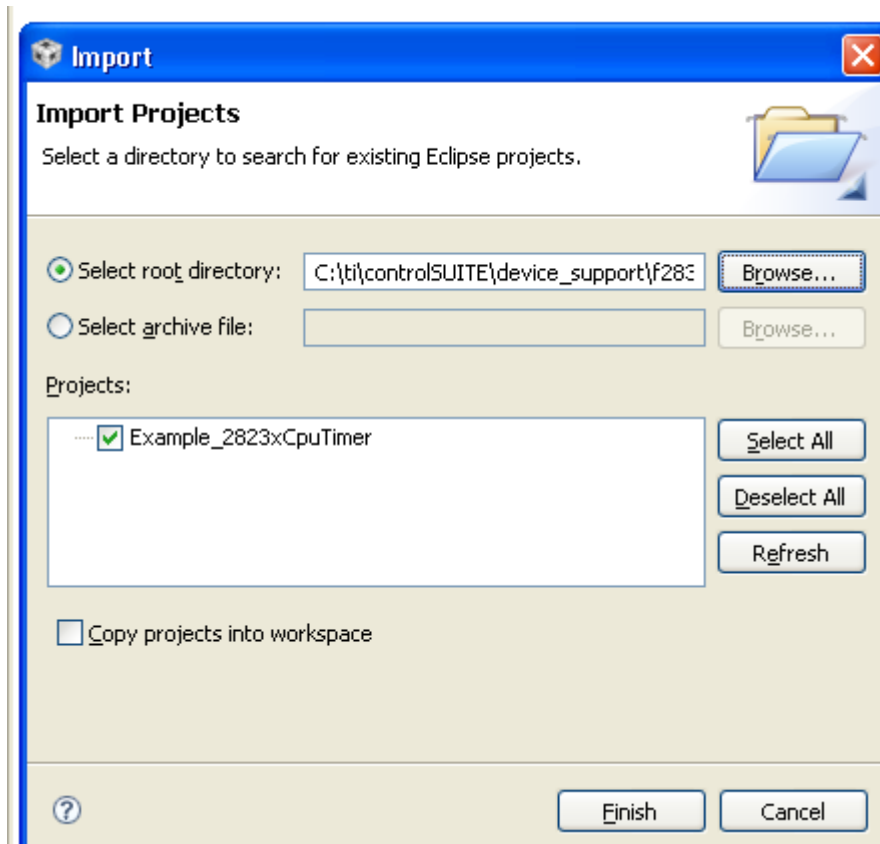 Import
Import Projects
Select a directory to search for existing Eclipse projects.
Select root directory: C:\ti\controlSUITE\device_support\f283 Browse...
Select archive file: Browse...
Projects:
Example_2823xCpuTimer
Select All
Deselect All
Refresh
Copy projects into workspace
? Finish Cancel